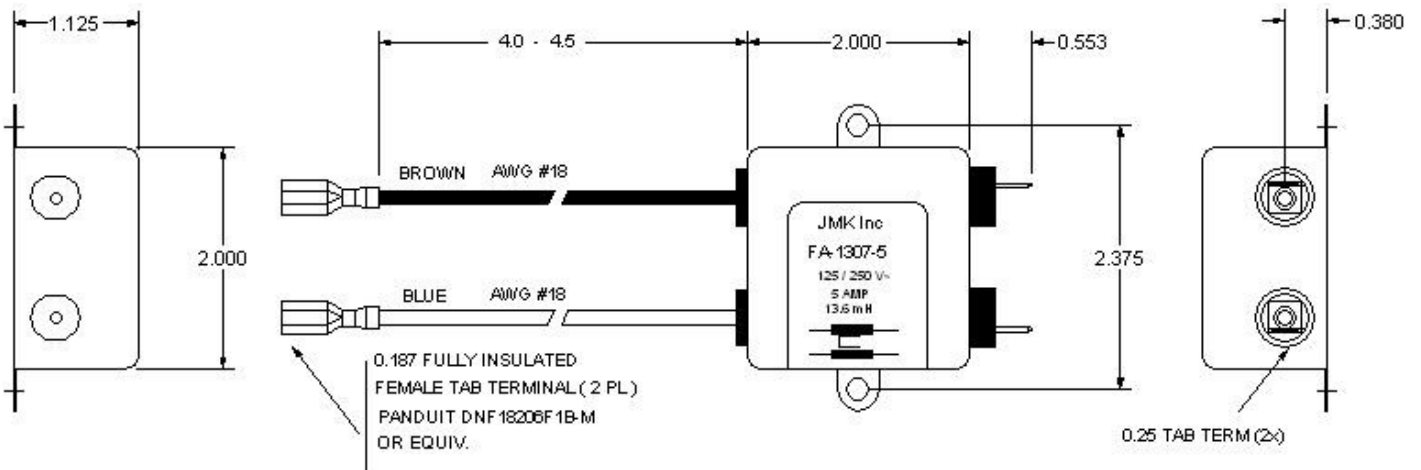 1.125
4.0 - 4.5
2.000
0.553
0.380
BROWN AWG #18
2.000
JMK Inc
FA-1307-5
125 / 250 V~
5 AMP
13.6 mH
2.375
BLUE AWG #18
0.187 FULLY INSULATED
FEMALE TAB TERMINAL ( 2 PL )
PANDUIT DNF18206F1B-M
OR EQUIV.
0.25 TAB TERM (2x)